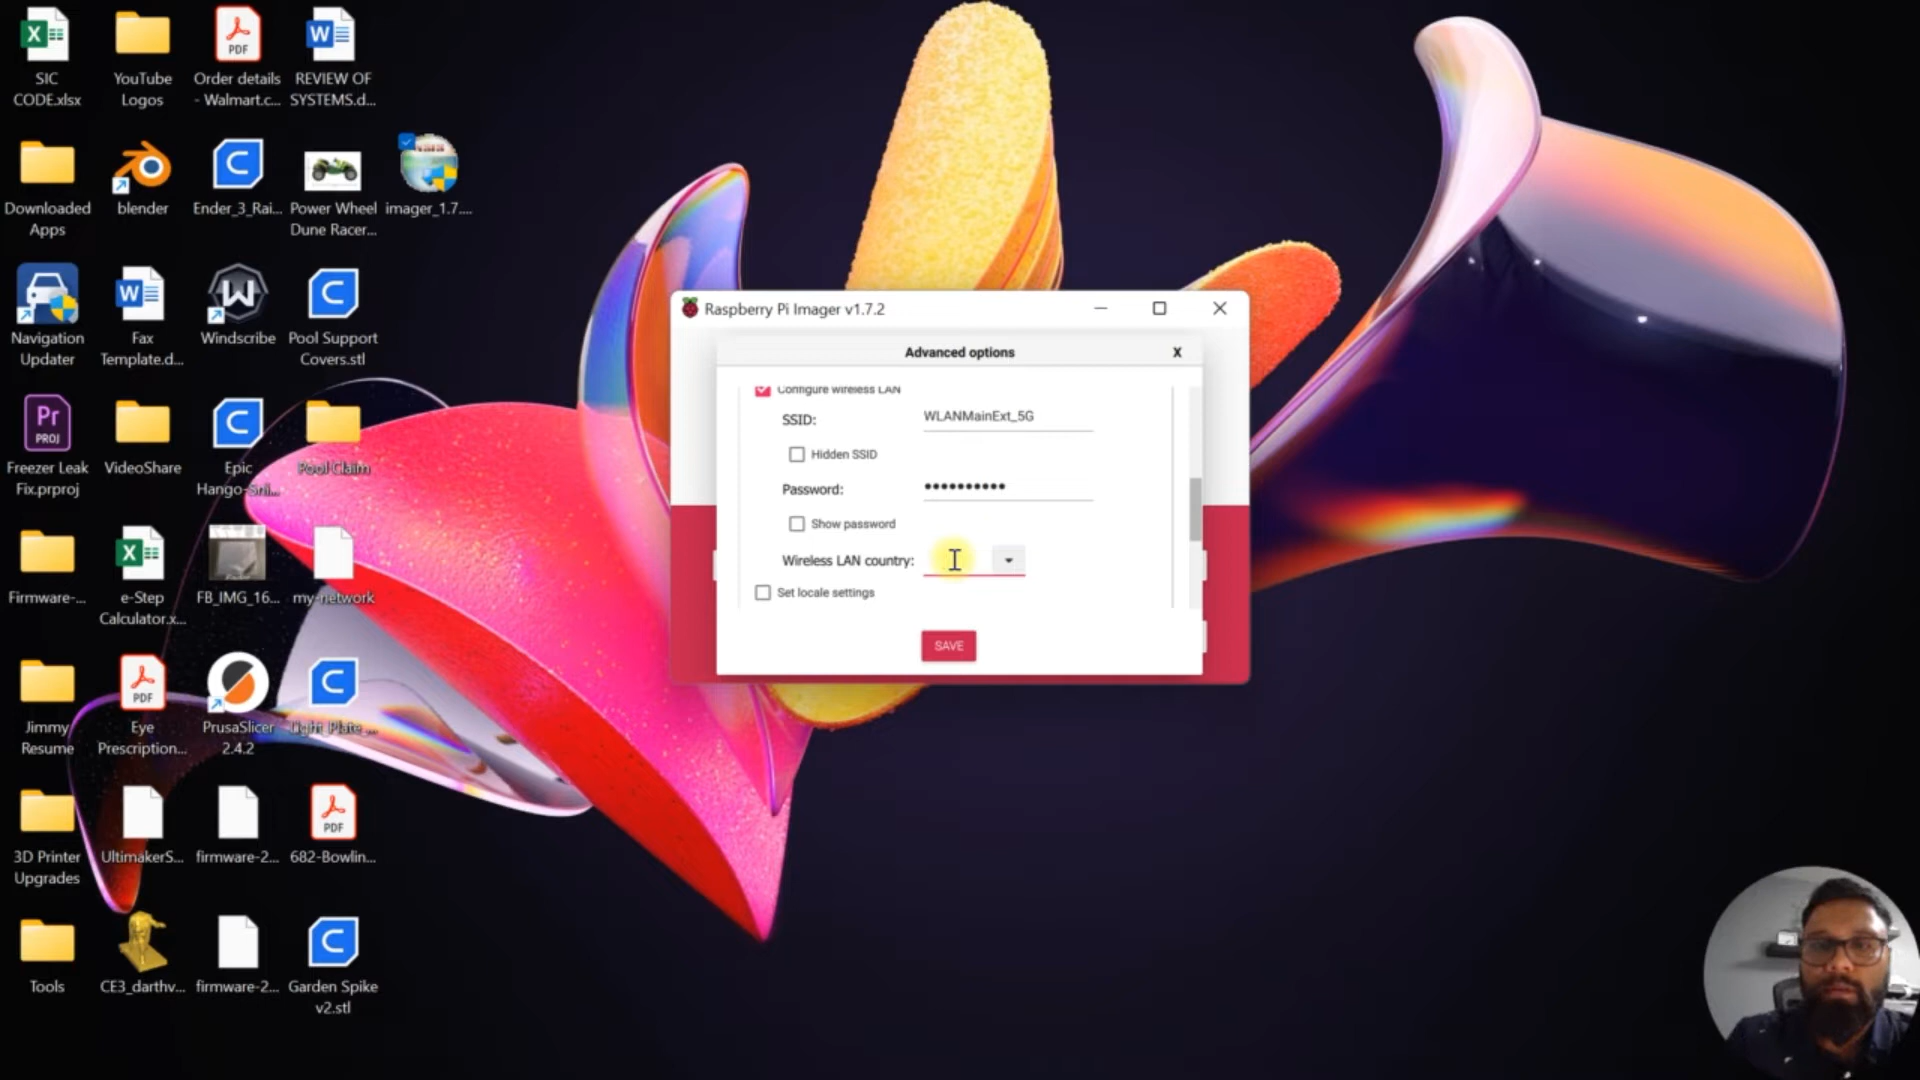 SIC
CODE.xlsx
YouTube
Logos
PDF
Order details
- Walmart.c...
REVIEW OF
SYSTEMS.d...
Downloaded
Apps
blender
Ender_3_Rai...
Power Wheel
Dune Racer...
imager_1.7....
Navigation
Updater
Fax
Template.d...
Windscribe
Pool Support
Covers.stl
Pr
PROJ
Freezer Leak
Fix.prproj
VideoShare
Epic
Hango-Sni...
Pool Claim
Firmware-...
e-Step
Calculator.x...
FB_IMG_16...
my-network
Jimmy
Resume
PDF
Eye
Prescription...
PrusaSlicer
2.4.2
Light_Plate_...
3D Printer
Upgrades
UltimakerS...
firmware-2...
PDF
682-Bowlin...
Tools
CE3_darthv...
firmware-2...
Garden Spike
v2.stl
Raspberry Pi Imager v1.7.2
Advanced options
X
Configure wireless LAN
SSID:
WLANMainExt_5G
Hidden SSID
Password:
••••••••••
Show password
Wireless LAN country:
Set locale settings
SAVE